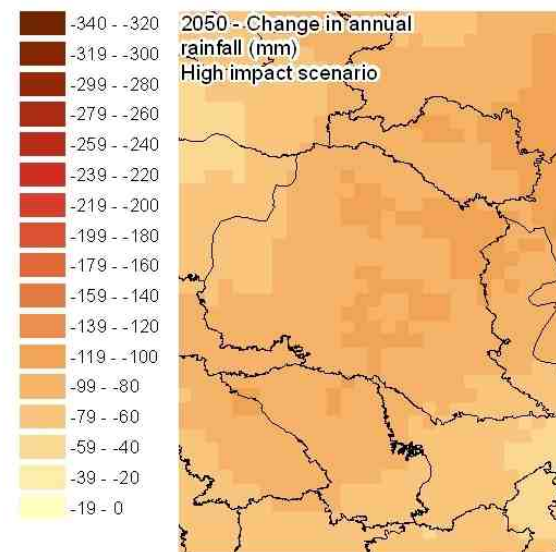 2050 - Change in annual
rainfall (mm)
High impact scenario
-340 - -320
-319 - -300
-299 - -280
-279 - -260
-259 - -240
-239 - -220
-219 - -200
-199 - -180
-179 - -160
-159 - -140
-139 - -120
-119 - -100
-99 - -80
-79 - -60
-59 - -40
-39 - -20
-19 - 0